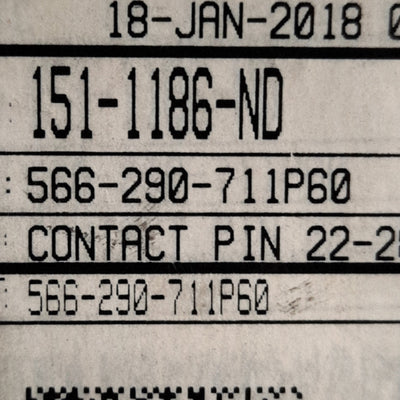 18-JAN-2018
151-1186-ND
: 566-290-711P60
: CONTACT PIN 22-2
566-290-711P60